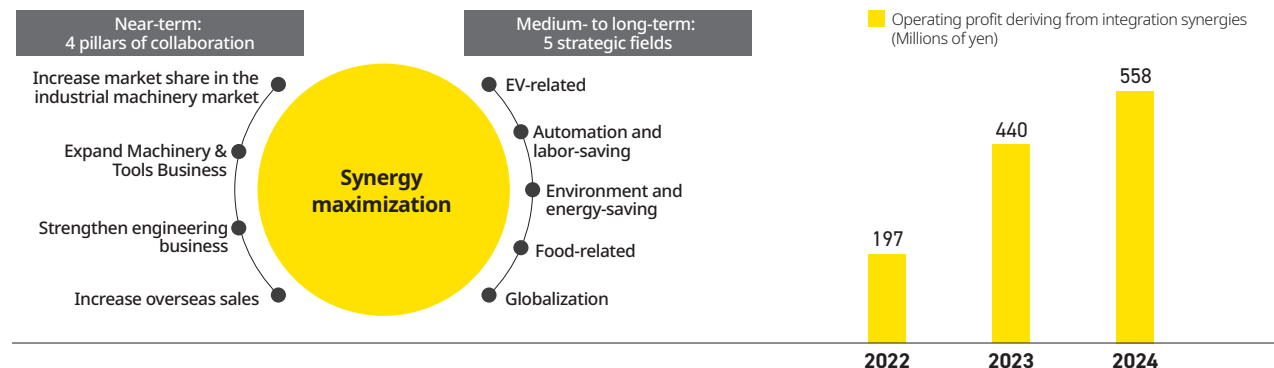 Near-term:
4 pillars of collaboration
Increase market share in the
industrial machinery market
Expand Machinery &
Tools Business
Strengthen engineering
business
Increase overseas sales
Synergy
maximization
Medium- to long-term:
5 strategic fields
EV-related
Automation and
labor-saving
Environment and
energy-saving
Food-related
Globalization
Operating profit deriving from integration synergies
(Millions of yen)
197
440
558
2022
2023
2024